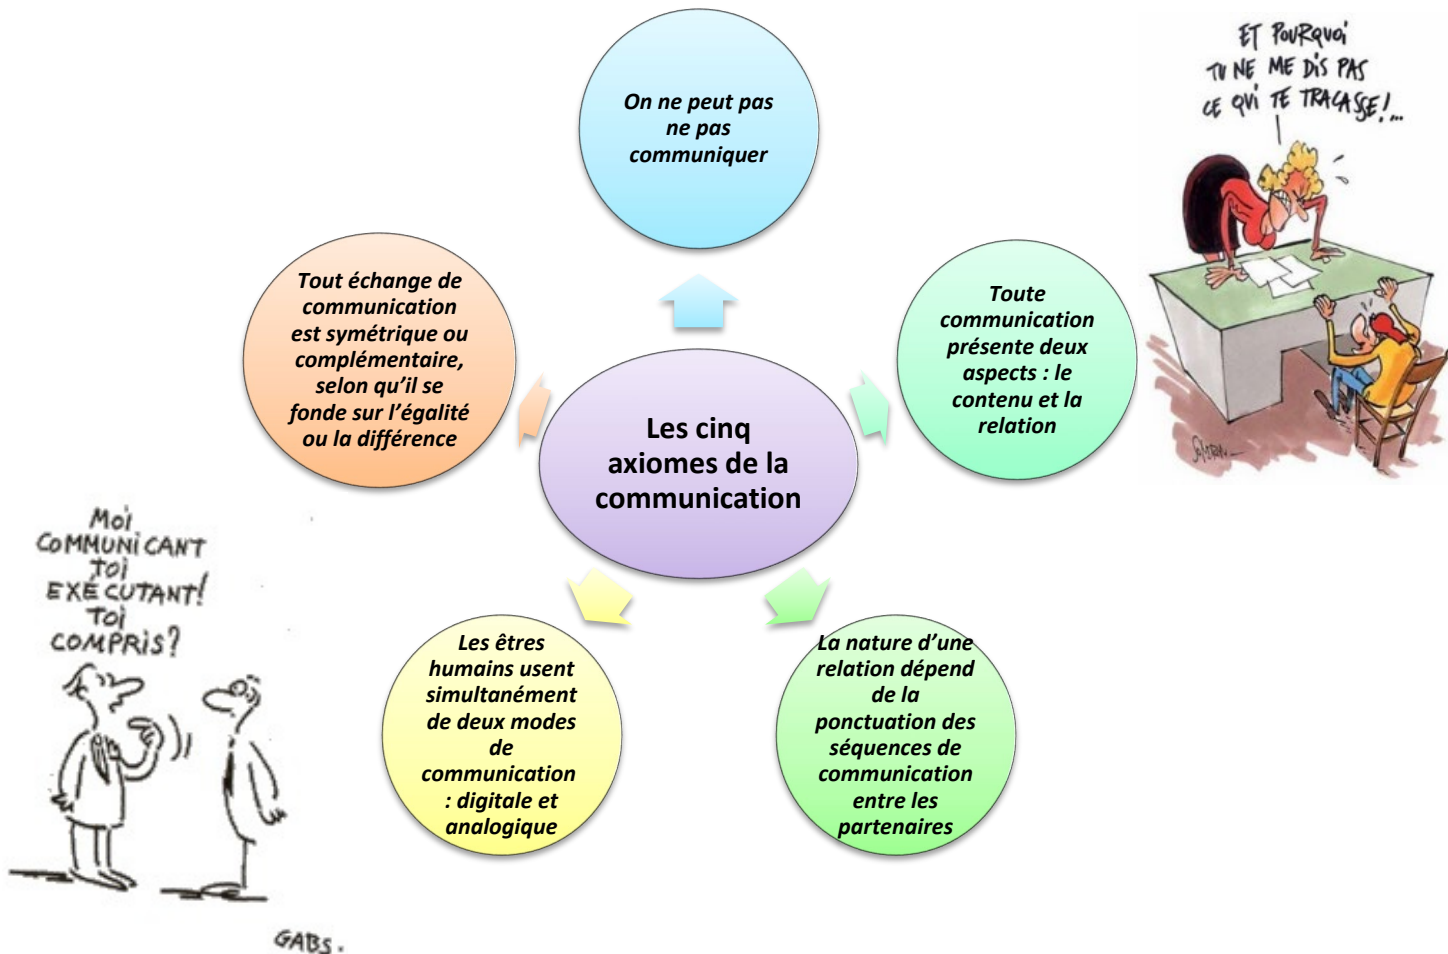 ET POURQUOI
TU NE ME DIS PAS
CE QUI TE TRACASSE!...
On ne peut pas
ne pas
communiquer
Toute
communication
présente deux
aspects : le
contenu et la
relation
Tout échange de
communication
est symétrique ou
complémentaire,
selon qu’il se
fonde sur l’égalité
ou la différence
Les cinq
axiomes de la
communication
La nature d’une
relation dépend
de la
ponctuation des
séquences de
communication
entre les
partenaires
Les êtres
humains usent
simultanément
de deux modes
de
communication
: digitale et
analogique
MOi
COMMUNiCANT
TOi
EXÉCUTANT!
TOi
COMPRiS?
GABS.